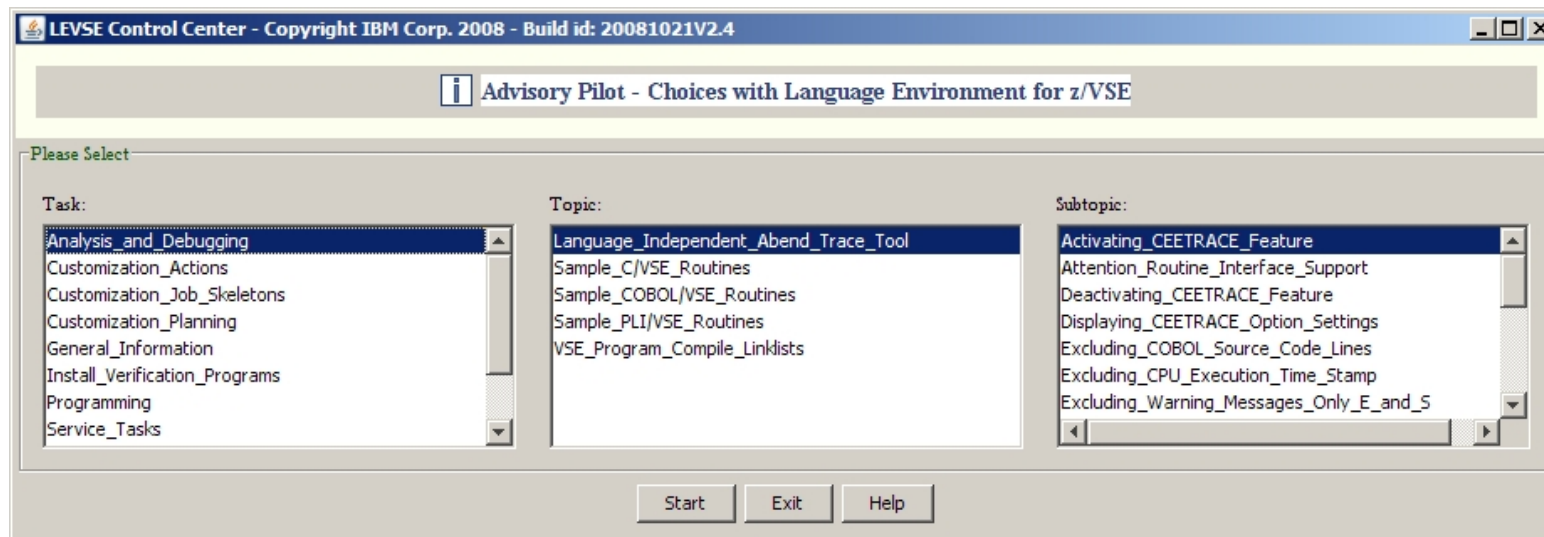 LEVSE Control Center - Copyright IBM Corp. 2008 - Build id: 20081021V2.4
i Advisory Pilot - Choices with Language Environment for z/VSE
Please Select
Task:
Analysis_and_Debugging
Customization_Actions
Customization_Job_Skeletons
Customization_Planning
General_Information
Install_Verification_Programs
Programming
Service_Tasks
Topic:
Language_Independent_Abend_Trace_Tool
Sample_C/VSE_Routines
Sample_COBOL/VSE_Routines
Sample_PLI/VSE_Routines
VSE_Program_Compile_Linklists
Subtopic:
Activating_CEETRACE_Feature
Attention_Routine_Interface_Support
Deactivating_CEETRACE_Feature
Displaying_CEETRACE_Option_Settings
Excluding_COBOL_Source_Code_Lines
Excluding_CPU_Execution_Time_Stamp
Excluding_Warning_Messages_Only_E_and_S
Start Exit Help